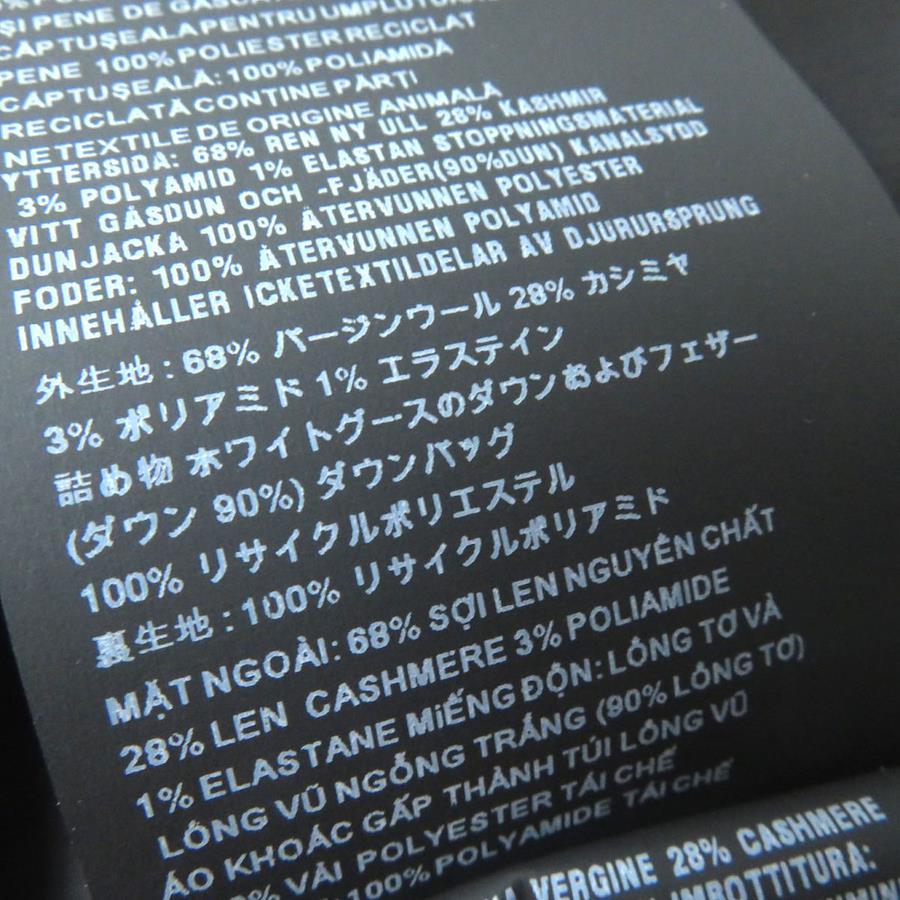 ȘI PENE DE GÂSCĂ
CĂPTUȘEALA PENTRU UMPLUTURĂ
PENE 100% POLIESTER RECICLAT
CĂPTUȘEALĂ: 100% POLIAMIDĂ
RECICLATĂ CONȚINE PĂRȚI
NETEXTILE DE ORIGINE ANIMALĂ
YTTERSIDA: 68% REN NY ULL 28% KASHMIR
3% POLYAMID 1% ELASTAN STOPPNINGSMATERIAL
VITT GÅSDUN OCH -FJÄDER(90%DUN) KANALSYDD
DUNJACKA 100% ÅTERVUNNEN POLYESTER
FODER: 100% ÅTERVUNNEN POLYAMID
INNEHÅLLER ICKETEXTILDELAR AV DJURURSPRUNG
外生地 : 68% バージンウール 28% カシミヤ
3% ポリアミド 1% エラステイン
詰め物 ホワイトグースのダウンおよびフェザー
(ダウン 90%) ダウンバッグ
100% リサイクルポリエステル
裏生地 : 100% リサイクルポリアミド
MẶT NGOÀI: 68% SỢI LEN NGUYÊN CHẤT
28% LEN CASHMERE 3% POLIAMIDE
1% ELASTANE MIẾNG ĐỘN: LÔNG TƠ VÀ
LÔNG VŨ NGỖNG TRẮNG (90% LÔNG TƠ)
ÁO KHOÁC GẤP THÀNH TÚI LÔNG VŨ
VẢI POLYESTER TÁI CHẾ
100% POLYAMIDE TÁI CHẾ
VERGINE 28% CASHMERE
IMBOTTITURA: